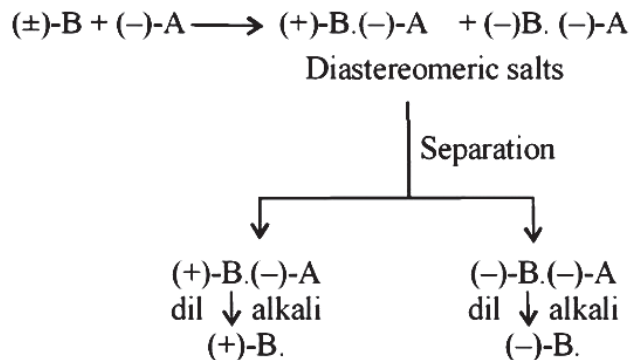 (±)-B + (–)-A ⟶ (+)-B.(–)-A + (–)B. (–)-A
Diastereomeric salts
Separation
(+)-B.(–)-A (–)-B.(–)-A
dil ↓ alkali dil ↓ alkali
(+)-B. (–)-B.